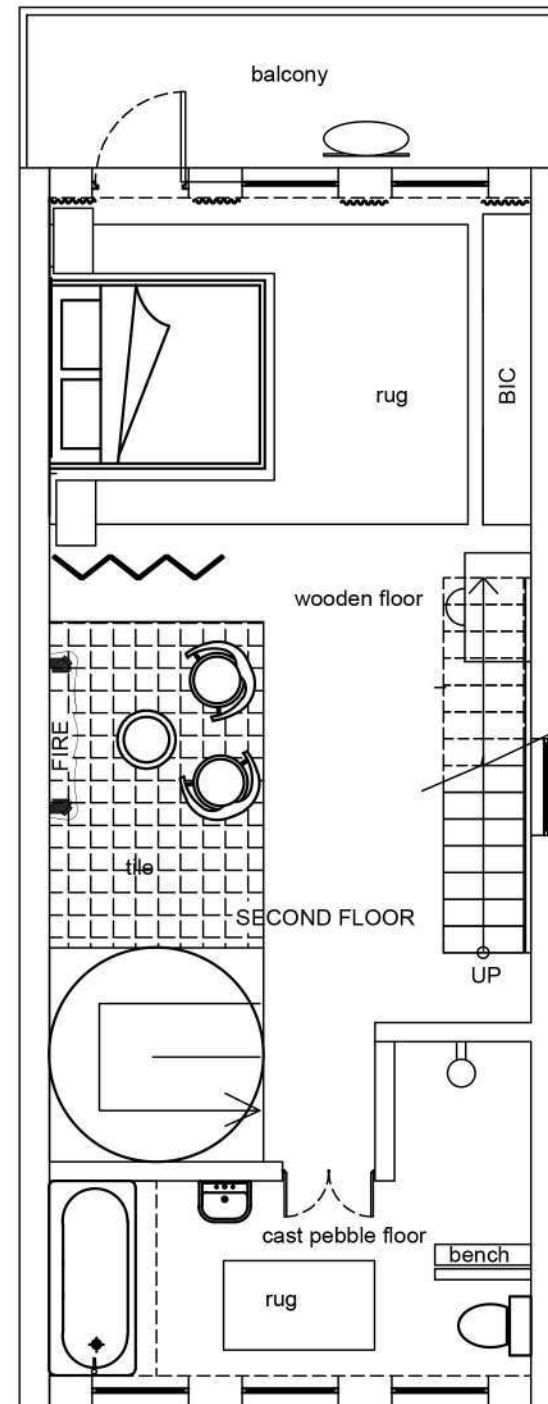 balcony
rug
BIC
wooden floor
FIRE
tile
SECOND FLOOR
UP
cast pebble floor
bench
rug